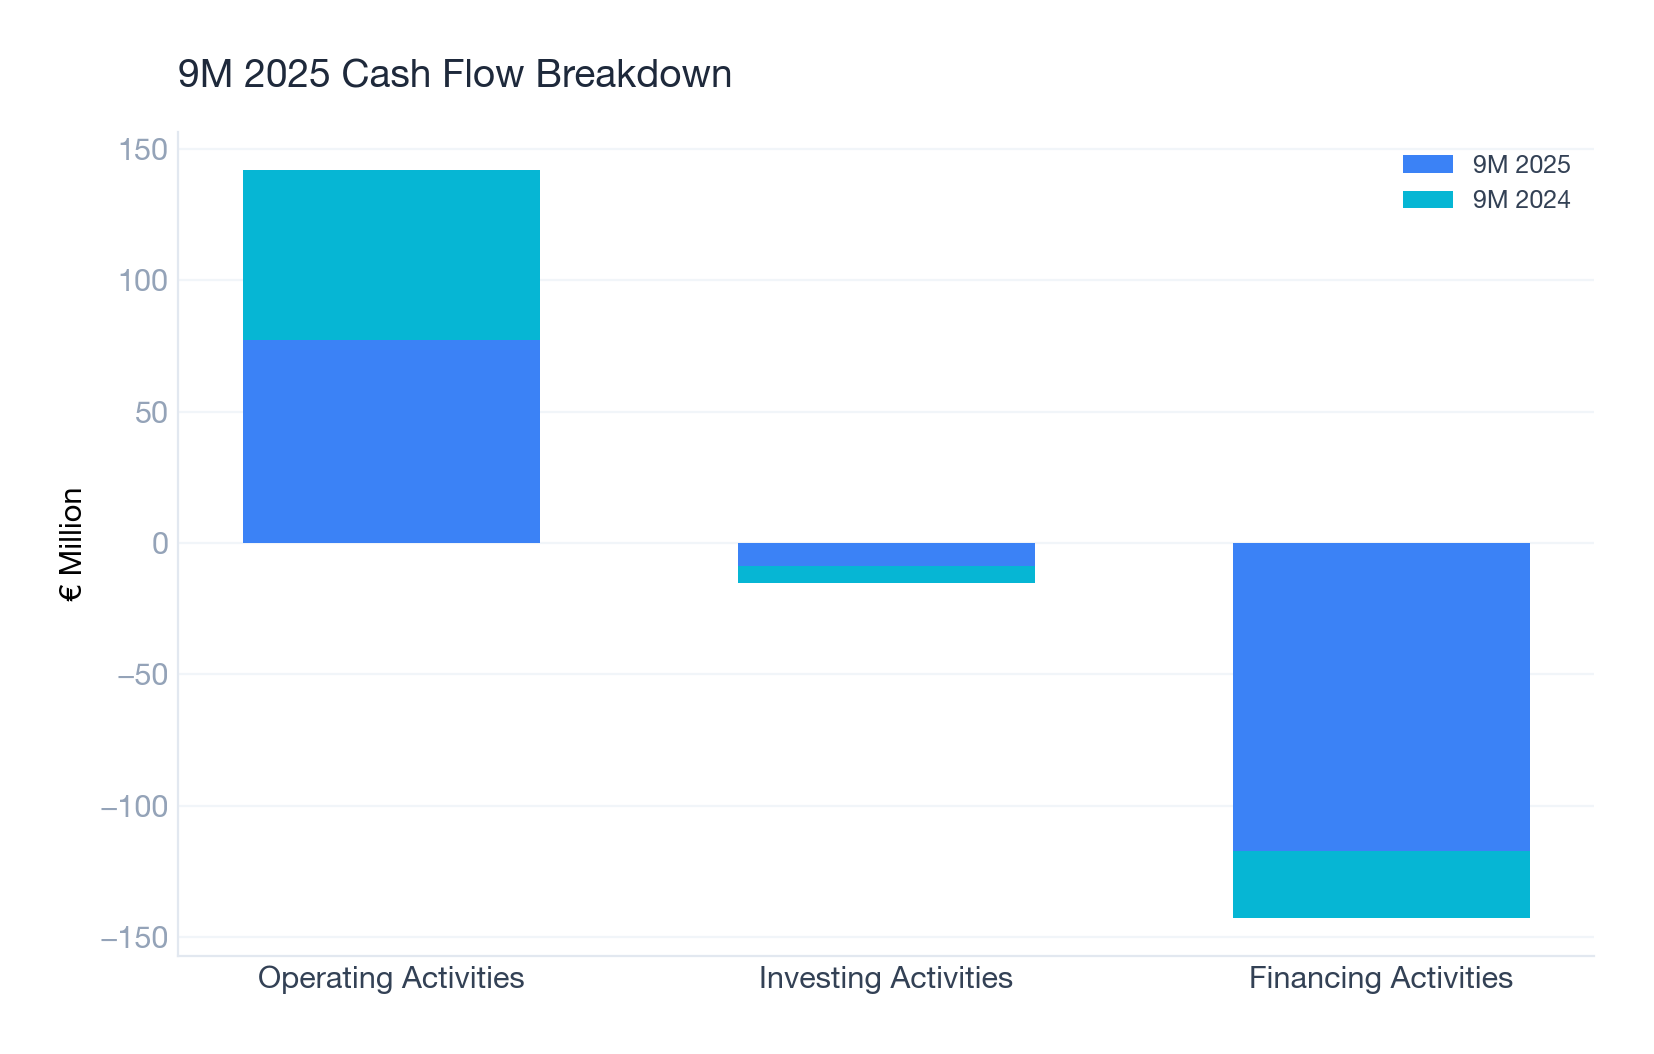 9M 2025 Cash Flow Breakdown
9M 2025
9M 2024
€ Million
150
100
50
0
−50
−100
−150
Operating Activities
Investing Activities
Financing Activities